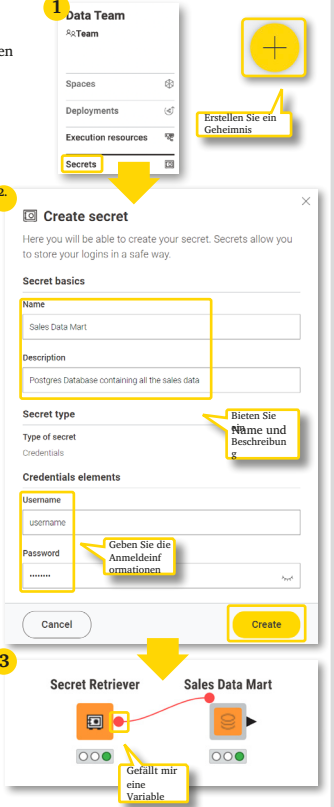 1
Data Team
Team
en
Spaces
Deployments
Execution resources
Secrets
Erstellen Sie ein
Geheimnis
2.
Create secret
Here you will be able to create your secret. Secrets allow you
to store your logins in a safe way.
Secret basics
Name
Sales Data Mart
Description
Postgres Database containing all the sales data
Secret type
Type of secret
Credentials
Bieten Sie
ein
Name und
Beschreibun
g
Credentials elements
Username
username
Password
••••••••
Geben Sie die
Anmeldeinf
ormationen
Cancel
Create
3
Secret Retriever
Sales Data Mart
Gefällt mir
eine
Variable